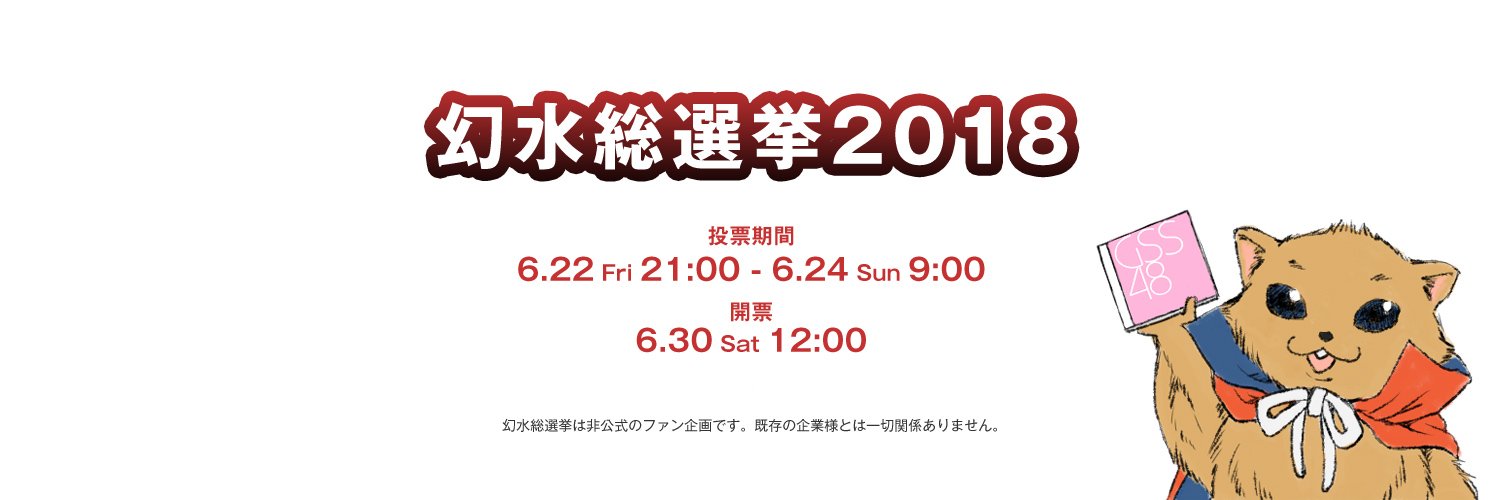 幻水総選挙2018
投票期間
6.22 Fri 21:00 - 6.24 Sun 9:00
開票
6.30 Sat 12:00
幻水総選挙は非公式のファン企画です。既存の企業様とは一切関係ありません。
GSS
48